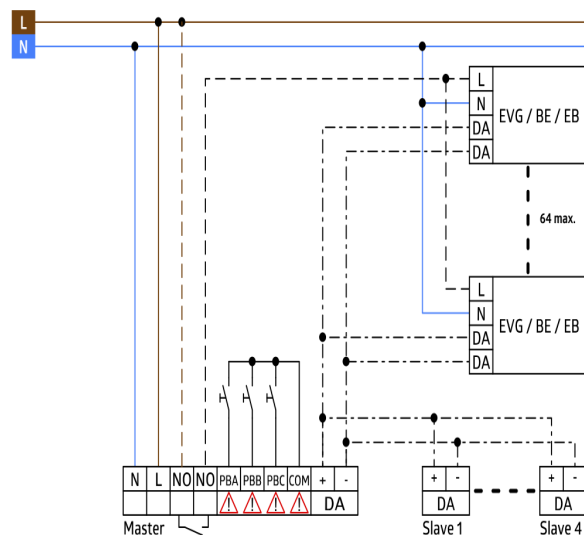 L
N
L
N
DA
DA
EVG / BE / EB
64 max.
L
N
DA
DA
EVG / BE / EB
N L NO NO PBA PBB PBC COM + -
! ! ! ! DA
Master
+ -
DA
Slave 1
+ -
DA
Slave 4